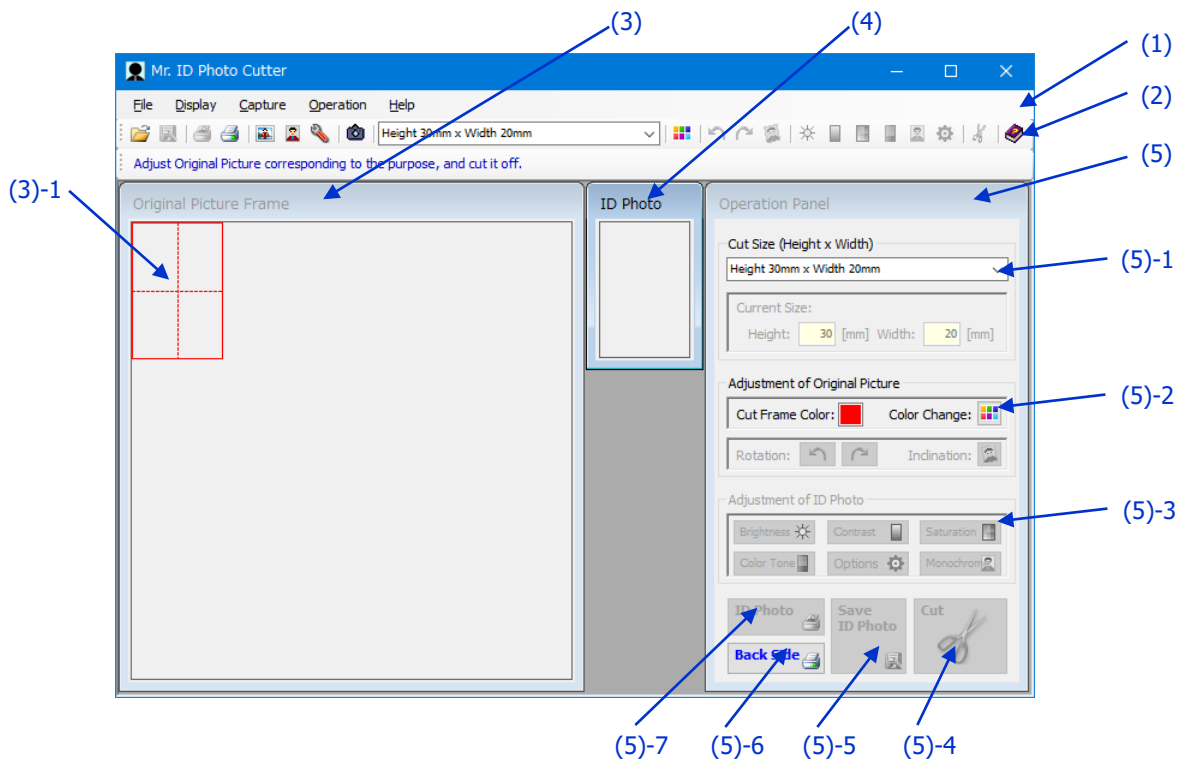 (3)
(4)
(1)
Mr. ID Photo Cutter
(2)
File Display Capture Operation Help
Height 30mm x Width 20mm
(5)
Adjust Original Picture corresponding to the purpose, and cut it off.
(3)-1
Original Picture Frame
ID Photo
Operation Panel
Cut Size (Height x Width)
(5)-1
Height 30mm x Width 20mm
Current Size:
Height: 30 [mm] Width: 20 [mm]
Adjustment of Original Picture
(5)-2
Cut Frame Color: Color Change:
Rotation: Inclination:
Adjustment of ID Photo
(5)-3
Brightness Contrast Saturation
Color Tone Options Monochrom
ID Photo
Save
ID Photo
Cut
Back Side
(5)-7 (5)-6 (5)-5 (5)-4